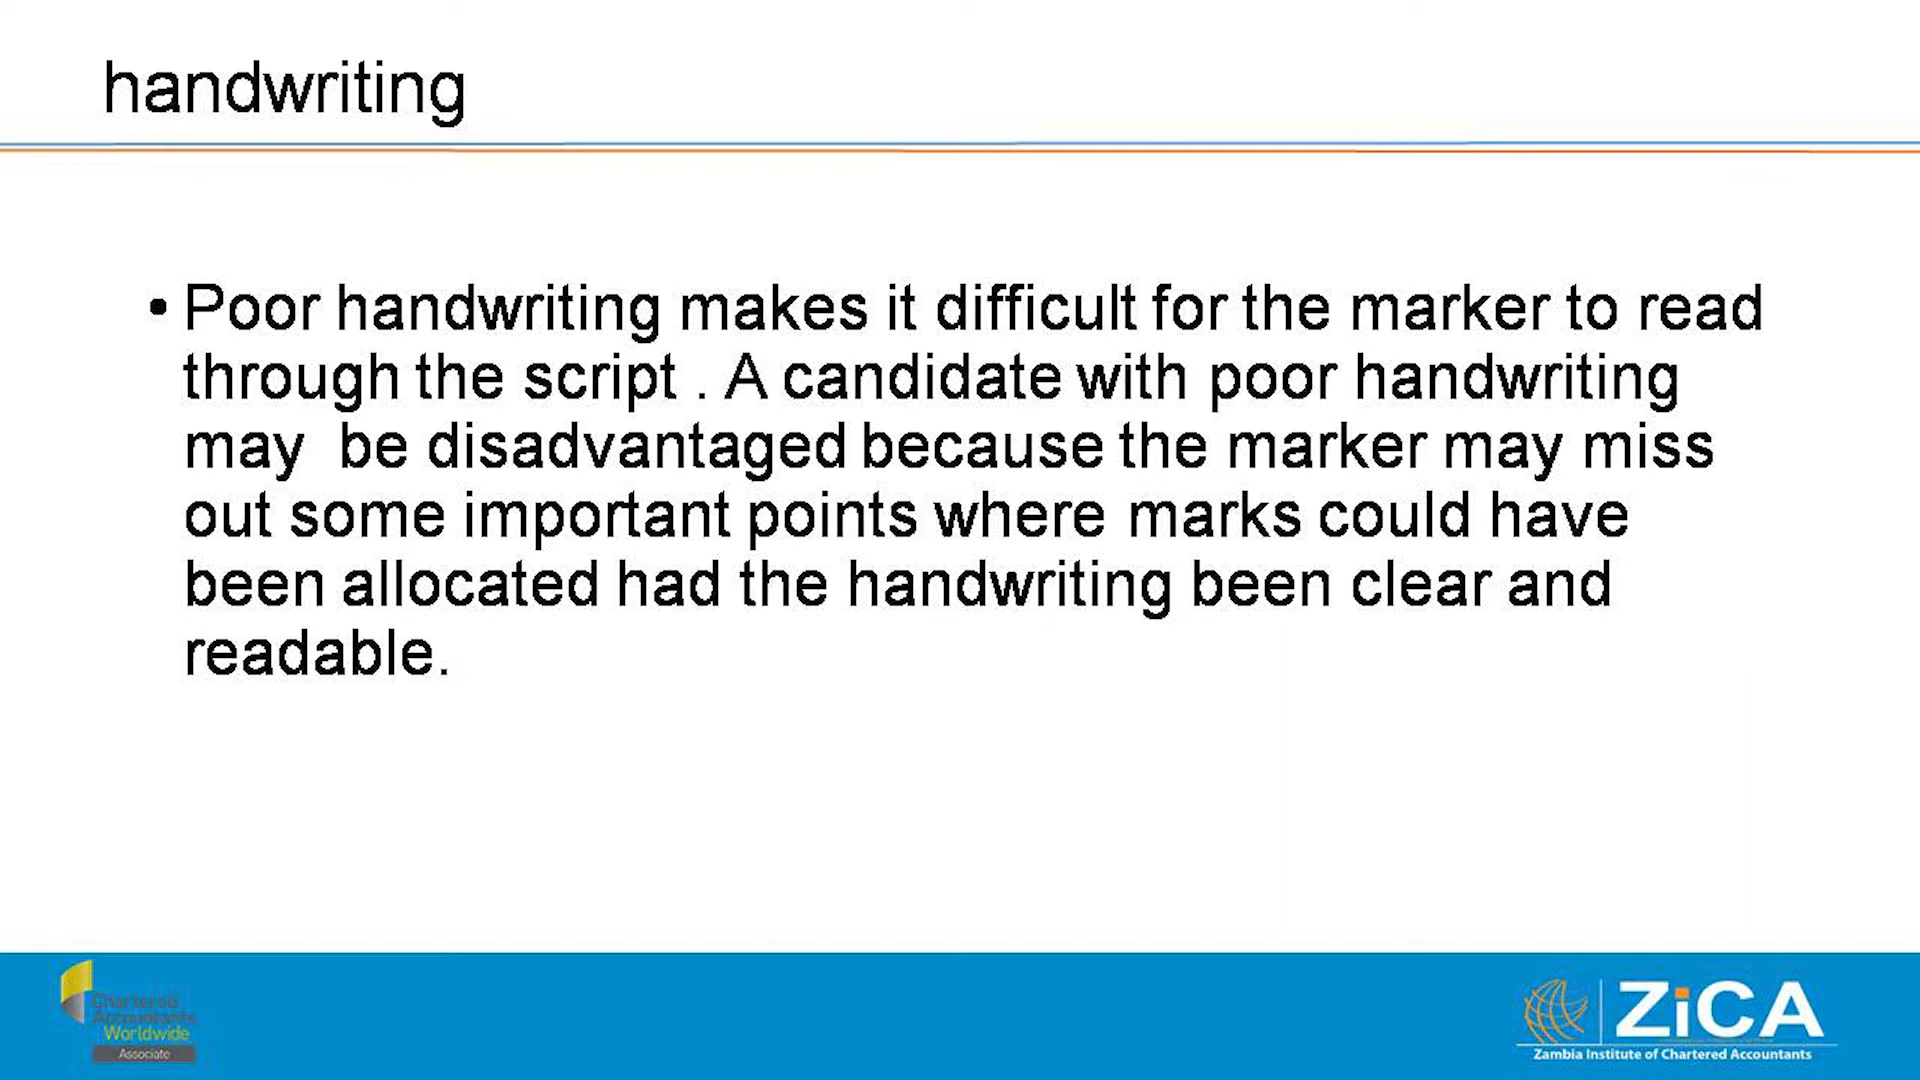 handwriting
• Poor handwriting makes it difficult for the marker to read
through the script . A candidate with poor handwriting
may  be disadvantaged because the marker may miss
out some important points where marks could have
been allocated had the handwriting been clear and
readable.
Chartered
Accountants
Worldwide
Associate
ZiCA
Zambia Institute of Chartered Accountants